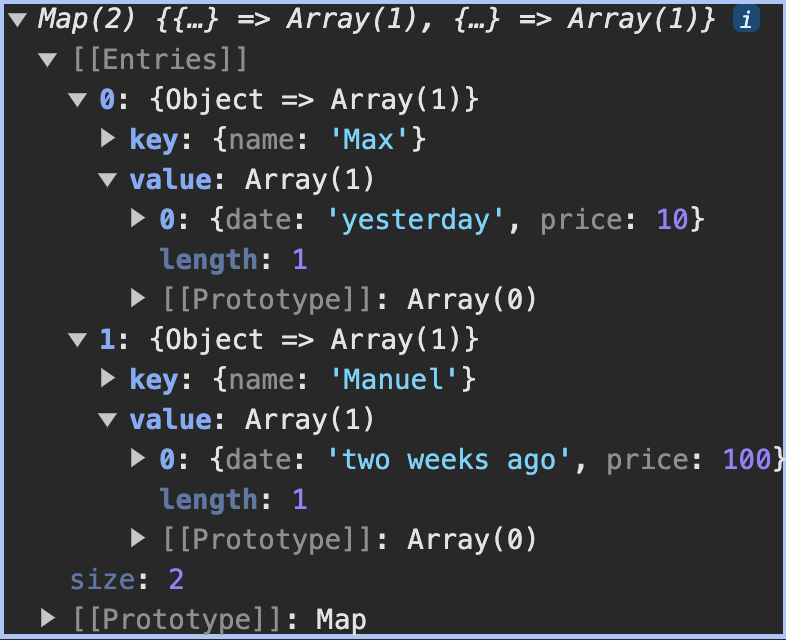 ▼ Map(2) {{…} => Array(1), {…} => Array(1)} i
▼ [[Entries]]
▼ 0: {Object => Array(1)}
▶ key: {name: 'Max'}
▼ value: Array(1)
▶ 0: {date: 'yesterday', price: 10}
length: 1
▶ [[Prototype]]: Array(0)
▼ 1: {Object => Array(1)}
▶ key: {name: 'Manuel'}
▼ value: Array(1)
▶ 0: {date: 'two weeks ago', price: 100}
length: 1
▶ [[Prototype]]: Array(0)
size: 2
▶ [[Prototype]]: Map